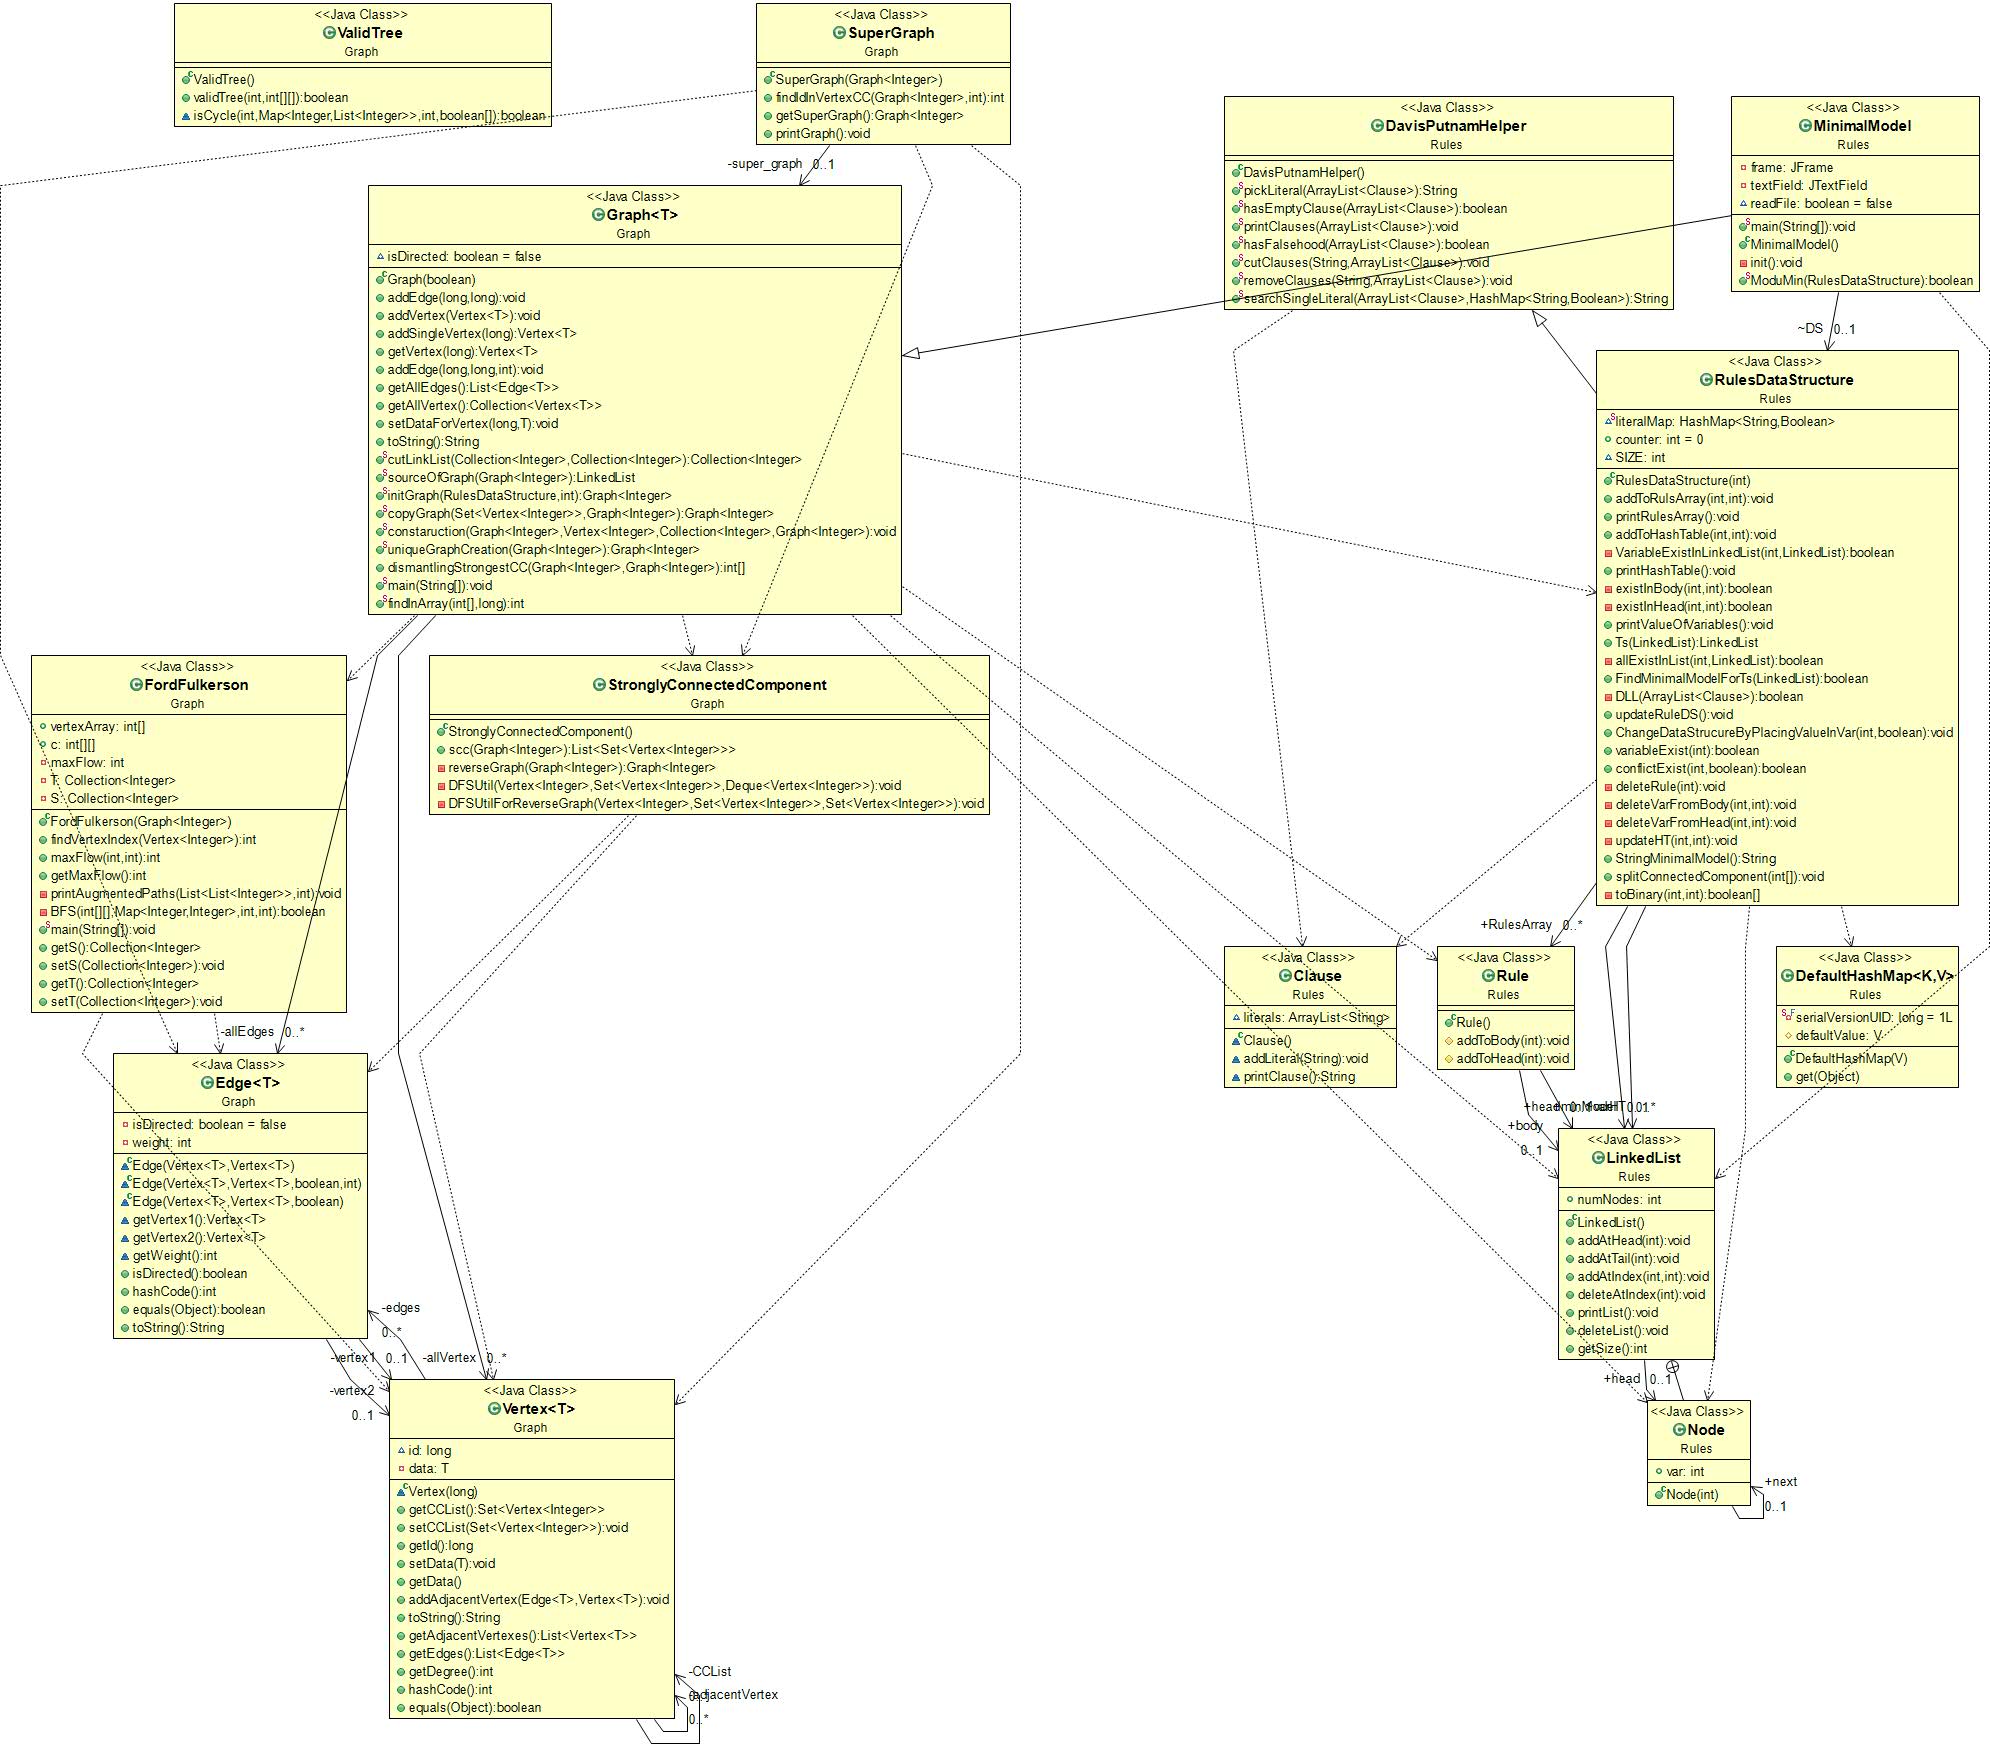 <<Java Class>>
ValidTree
Graph
ValidTree()
validTree(int,int[][]):boolean
isCycle(int,Map<Integer,List<Integer>>,int,boolean[]):boolean
<<Java Class>>
SuperGraph
Graph
SuperGraph(Graph<Integer>)
findIdInVertexCC(Graph<Integer>,int):int
getSuperGraph():Graph<Integer>
printGraph():void
-super_graph 0..1
<<Java Class>>
DavisPutnamHelper
Rules
DavisPutnamHelper()
pickLiteral(ArrayList<Clause>):String
hasEmptyClause(ArrayList<Clause>):boolean
printClauses(ArrayList<Clause>):void
hasFalsehood(ArrayList<Clause>):boolean
cutClauses(String,ArrayList<Clause>):void
removeClauses(String,ArrayList<Clause>):void
searchSingleLiteral(ArrayList<Clause>,HashMap<String,Boolean>):String
<<Java Class>>
MinimalModel
Rules
frame: JFrame
textField: JTextField
readFile: boolean = false
main(String[]):void
MinimalModel()
init():void
ModuMin(RulesDataStructure):boolean
~DS 0..1
<<Java Class>>
Graph<T>
Graph
isDirected: boolean = false
Graph(boolean)
addEdge(long,long):void
addVertex(Vertex<T>):void
addSingleVertex(long):Vertex<T>
getVertex(long):Vertex<T>
addEdge(long,long,int):void
getAllEdges():List<Edge<T>>
getAllVertex():Collection<Vertex<T>>
setDataForVertex(long,T):void
toString():String
cutLinkList(Collection<Integer>,Collection<Integer>):Collection<Integer>
sourceOfGraph(Graph<Integer>):LinkedList
initGraph(RulesDataStructure,int):Graph<Integer>
copyGraph(Set<Vertex<Integer>>,Graph<Integer>):Graph<Integer>
constaruction(Graph<Integer>,Vertex<Integer>,Collection<Integer>,Graph<Integer>):void
uniqueGraphCreation(Graph<Integer>):Graph<Integer>
dismantlingStrongestCC(Graph<Integer>,Graph<Integer>):int[]
main(String[]):void
findInArray(int[],long):int
<<Java Class>>
RulesDataStructure
Rules
literalMap: HashMap<String,Boolean>
counter: int = 0
SIZE: int
RulesDataStructure(int)
addToRulsArray(int,int):void
printRulesArray():void
addToHashTable(int,int):void
VariableExistInLinkedList(int,LinkedList):boolean
printHashTable():void
existInBody(int,int):boolean
existInHead(int,int):boolean
printValueOfVariables():void
Ts(LinkedList):LinkedList
allExistInList(int,LinkedList):boolean
FindMinimalModelForTs(LinkedList):boolean
DLL(ArrayList<Clause>):boolean
updateRuleDS():void
ChangeDataStrucureByPlacingValueInVar(int,boolean):void
variableExist(int):boolean
conflictExist(int,boolean):boolean
deleteRule(int):void
deleteVarFromBody(int,int):void
deleteVarFromHead(int,int):void
updateHT(int,int):void
StringMinimalModel():String
splitConnectedComponent(int[]):void
toBinary(int,int):boolean[]
<<Java Class>>
FordFulkerson
Graph
vertexArray: int[]
c: int[][]
maxFlow: int
T: Collection<Integer>
S: Collection<Integer>
FordFulkerson(Graph<Integer>)
findVertexIndex(Vertex<Integer>):int
maxFlow(int,int):int
getMaxFlow():int
printAugmentedPaths(List<List<Integer>>,int):void
BFS(int[][],Map<Integer,Integer>,int,int):boolean
main(String[]):void
getS():Collection<Integer>
setS(Collection<Integer>):void
getT():Collection<Integer>
setT(Collection<Integer>):void
<<Java Class>>
StronglyConnectedComponent
Graph
StronglyConnectedComponent()
scc(Graph<Integer>):List<Set<Vertex<Integer>>>
reverseGraph(Graph<Integer>):Graph<Integer>
DFSUtil(Vertex<Integer>,Set<Vertex<Integer>>,Deque<Vertex<Integer>>):void
DFSUtilForReverseGraph(Vertex<Integer>,Set<Vertex<Integer>>,Set<Vertex<Integer>>):void
-allEdges 0..*
+RulesArray 0..*
<<Java Class>>
Clause
Rules
literals: ArrayList<String>
Clause()
addLiteral(String):void
printClause():String
<<Java Class>>
Rule
Rules
Rule()
addToBody(int):void
addToHead(int):void
<<Java Class>>
DefaultHashMap<K,V>
Rules
serialVersionUID: long = 1L
defaultValue: V
DefaultHashMap(V)
get(Object)
<<Java Class>>
Edge<T>
Graph
isDirected: boolean = false
weight: int
Edge(Vertex<T>,Vertex<T>)
Edge(Vertex<T>,Vertex<T>,boolean,int)
Edge(Vertex<T>,Vertex<T>,boolean)
getVertex1():Vertex<T>
getVertex2():Vertex<T>
getWeight():int
isDirected():boolean
hashCode():int
equals(Object):boolean
toString():String
+head
+body
0..1
<<Java Class>>
LinkedList
Rules
numNodes: int
LinkedList()
addAtHead(int):void
addAtTail(int):void
addAtIndex(int,int):void
deleteAtIndex(int):void
printList():void
deleteList():void
getSize():int
-edges
0..*
-vertex1 0..1
-allVertex 0..*
-vertex2
0..1
+head 0..1
<<Java Class>>
Vertex<T>
Graph
id: long
data: T
Vertex(long)
getCCList():Set<Vertex<Integer>>
setCCList(Set<Vertex<Integer>>):void
getId():long
setData(T):void
getData()
addAdjacentVertex(Edge<T>,Vertex<T>):void
toString():String
getAdjacentVertexes():List<Vertex<T>>
getEdges():List<Edge<T>>
getDegree():int
hashCode():int
equals(Object):boolean
-CCList
-adjacentVertex
0..*
<<Java Class>>
Node
Rules
var: int
Node(int)
+next
0..1